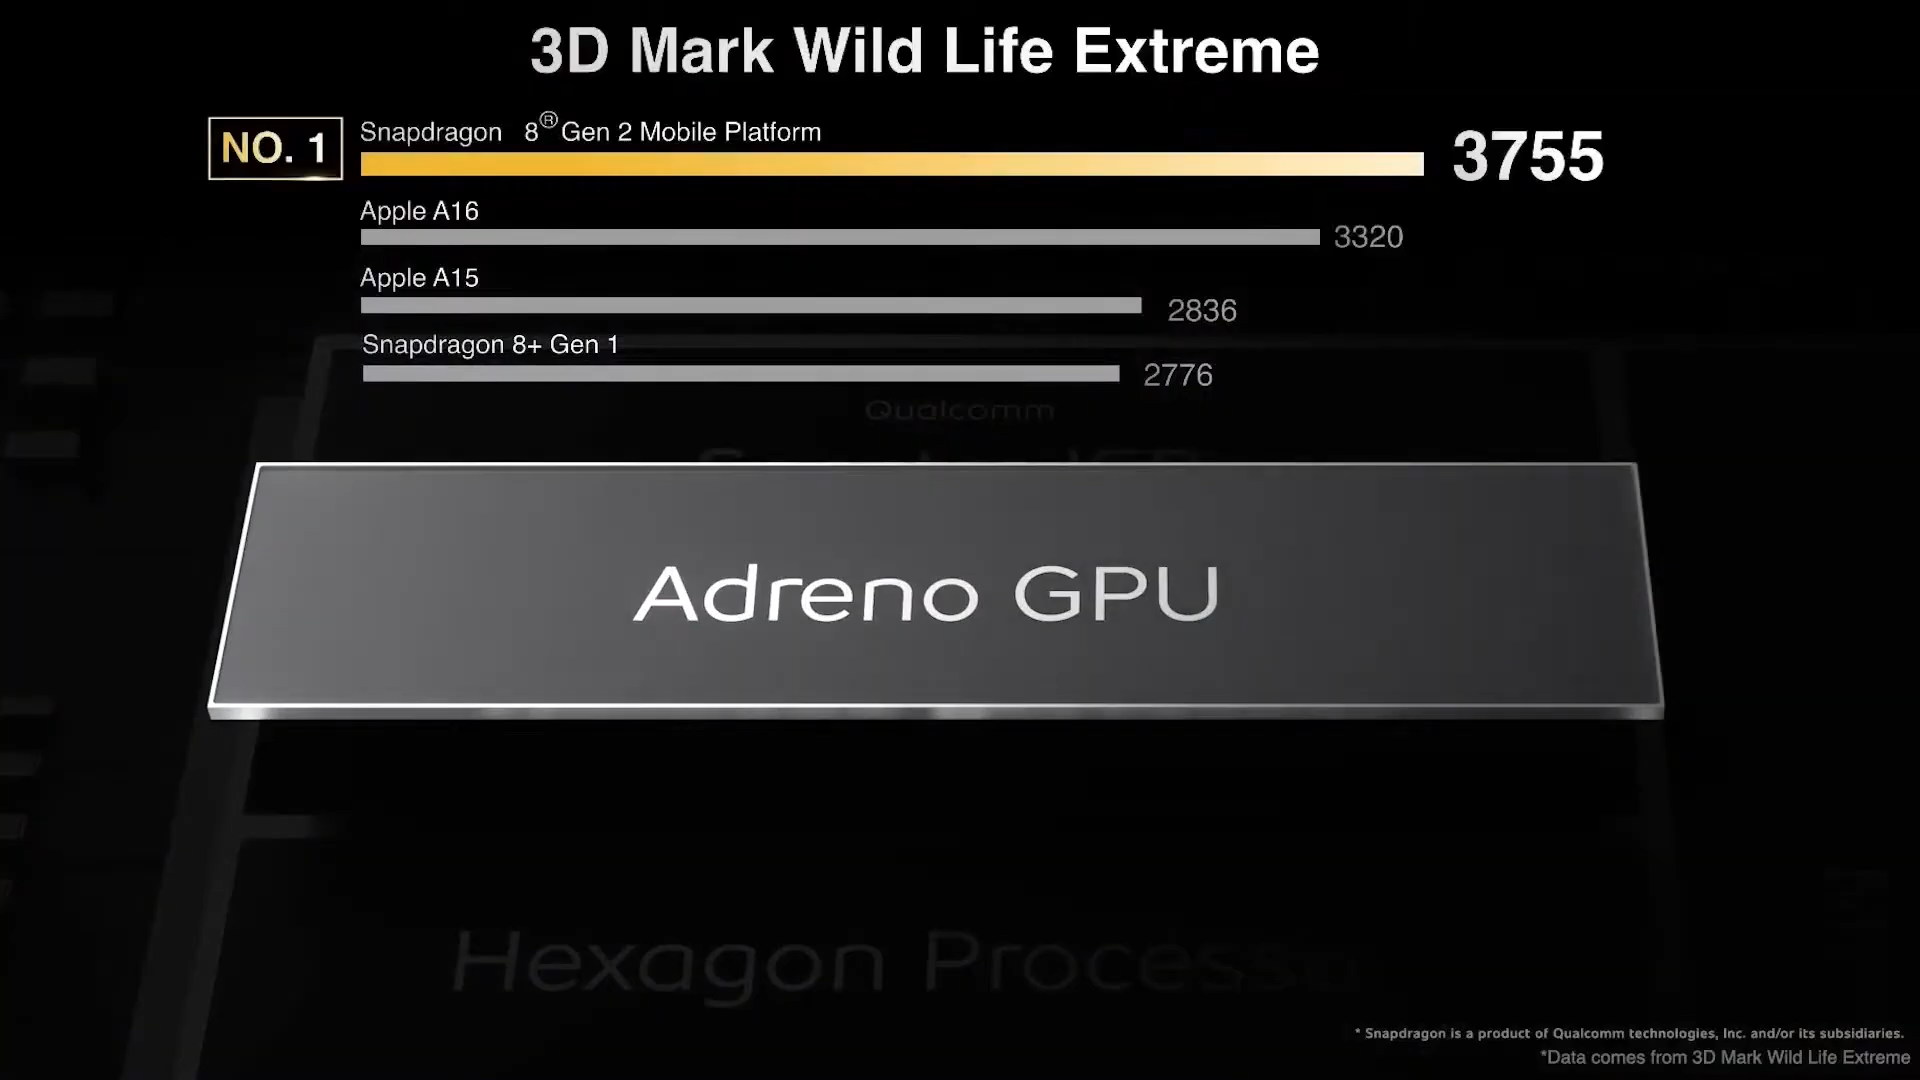 3D Mark Wild Life Extreme
NO. 1
Snapdragon 8® Gen 2 Mobile Platform
3755
Apple A16
3320
Apple A15
2836
Snapdragon 8+ Gen 1
2776
Qualcomm
Adreno GPU
Hexagon
* Snapdragon is a product of Qualcomm technologies, Inc. and/or its subsidiaries.
*Data comes from 3D Mark Wild Life Extreme